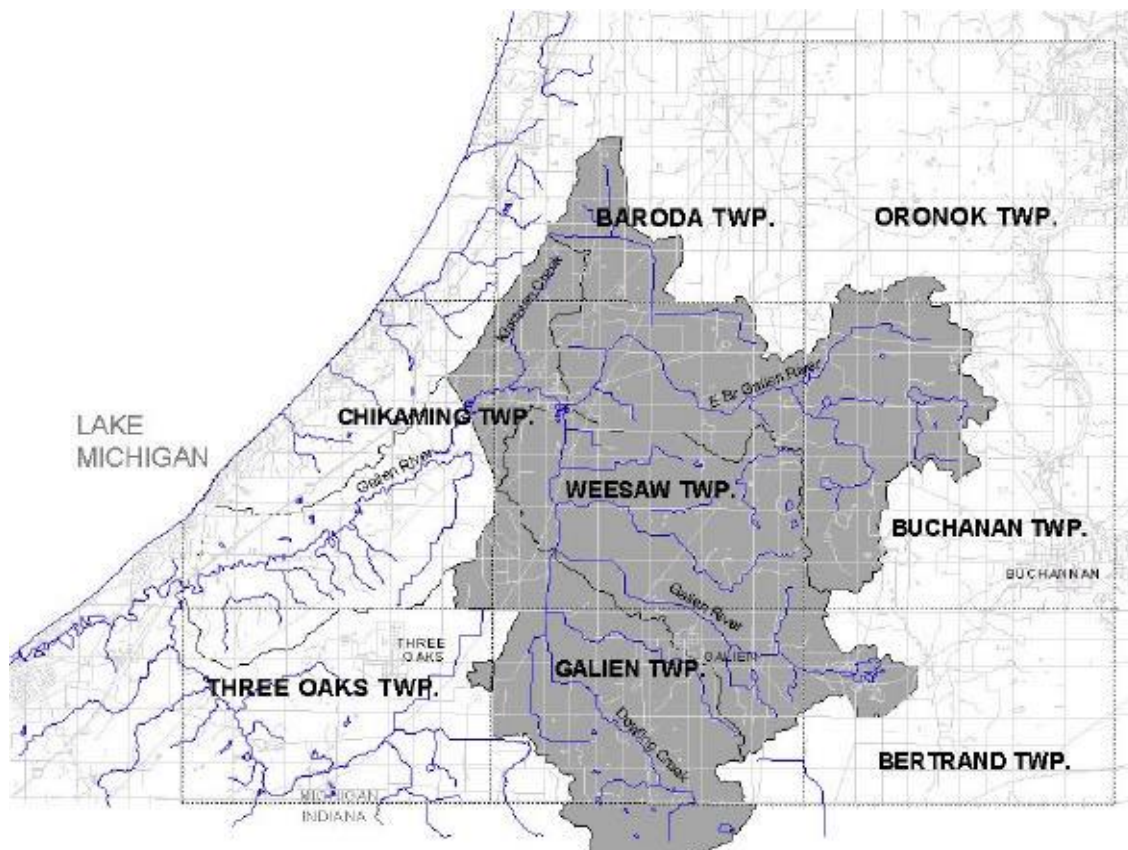 BARODA TWP.
ORONOK TWP.
E Br Galien River
CHIKAMING TWP.
LAKE
MICHIGAN
Galien River
WEESAW TWP.
BUCHANAN TWP.
BUCHANNAN
Galien River
THREE
OAKS
GALIEN TWP.
GALIEN
THREE OAKS TWP.
Dowling Creek
BERTRAND TWP.
MICHIGAN
INDIANA